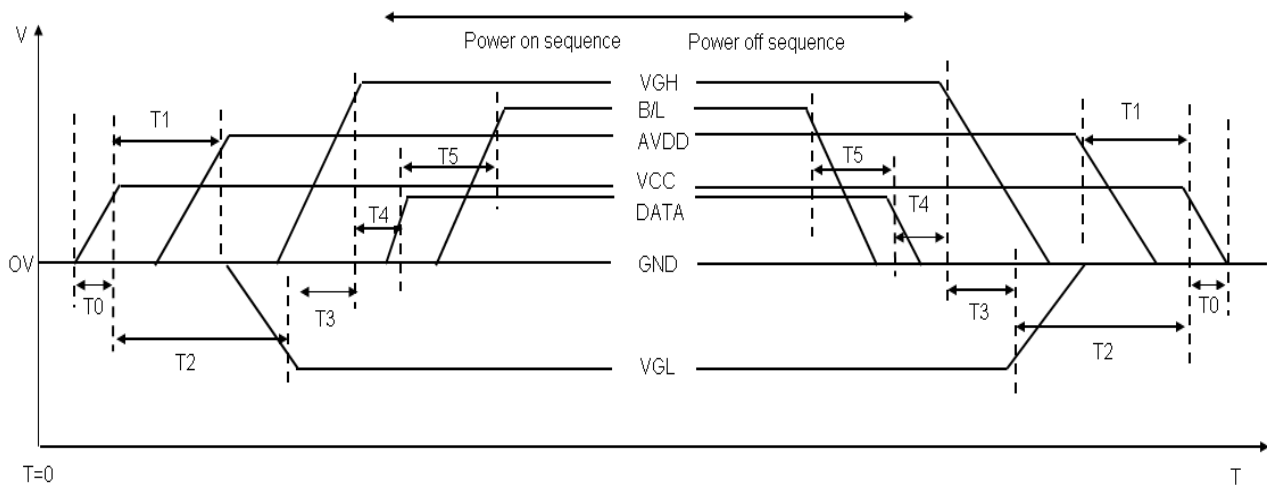 V
Power on sequence Power off sequence
VGH
B/L
T1 T1
AVDD
T5 T5
VCC
T4 DATA T4
OV GND
T0 T3 T3 T0
T2 VGL T2
T=0 T